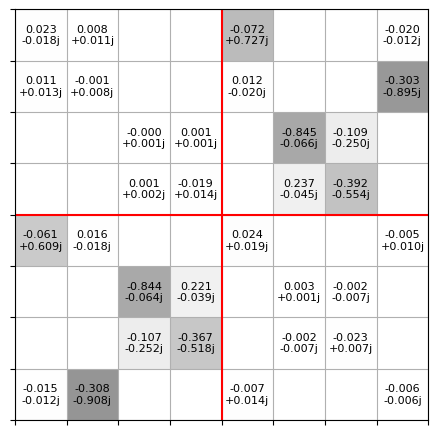 0.023 0.008 -0.072 -0.020
-0.018j +0.011j +0.727j -0.012j
0.011 -0.001 0.012 -0.303
+0.013j +0.008j -0.020j -0.895j
-0.000 0.001 -0.845 -0.109
+0.001j +0.001j -0.066j -0.250j
0.001 -0.019 0.237 -0.392
+0.002j +0.014j -0.045j -0.554j
-0.061 0.016 0.024 -0.005
+0.609j -0.018j +0.019j +0.010j
-0.844 0.221 0.003 -0.002
-0.064j -0.039j +0.001j -0.007j
-0.107 -0.367 -0.002 -0.023
-0.252j -0.518j -0.007j +0.007j
-0.015 -0.308 -0.007 -0.006
-0.012j -0.908j +0.014j -0.006j